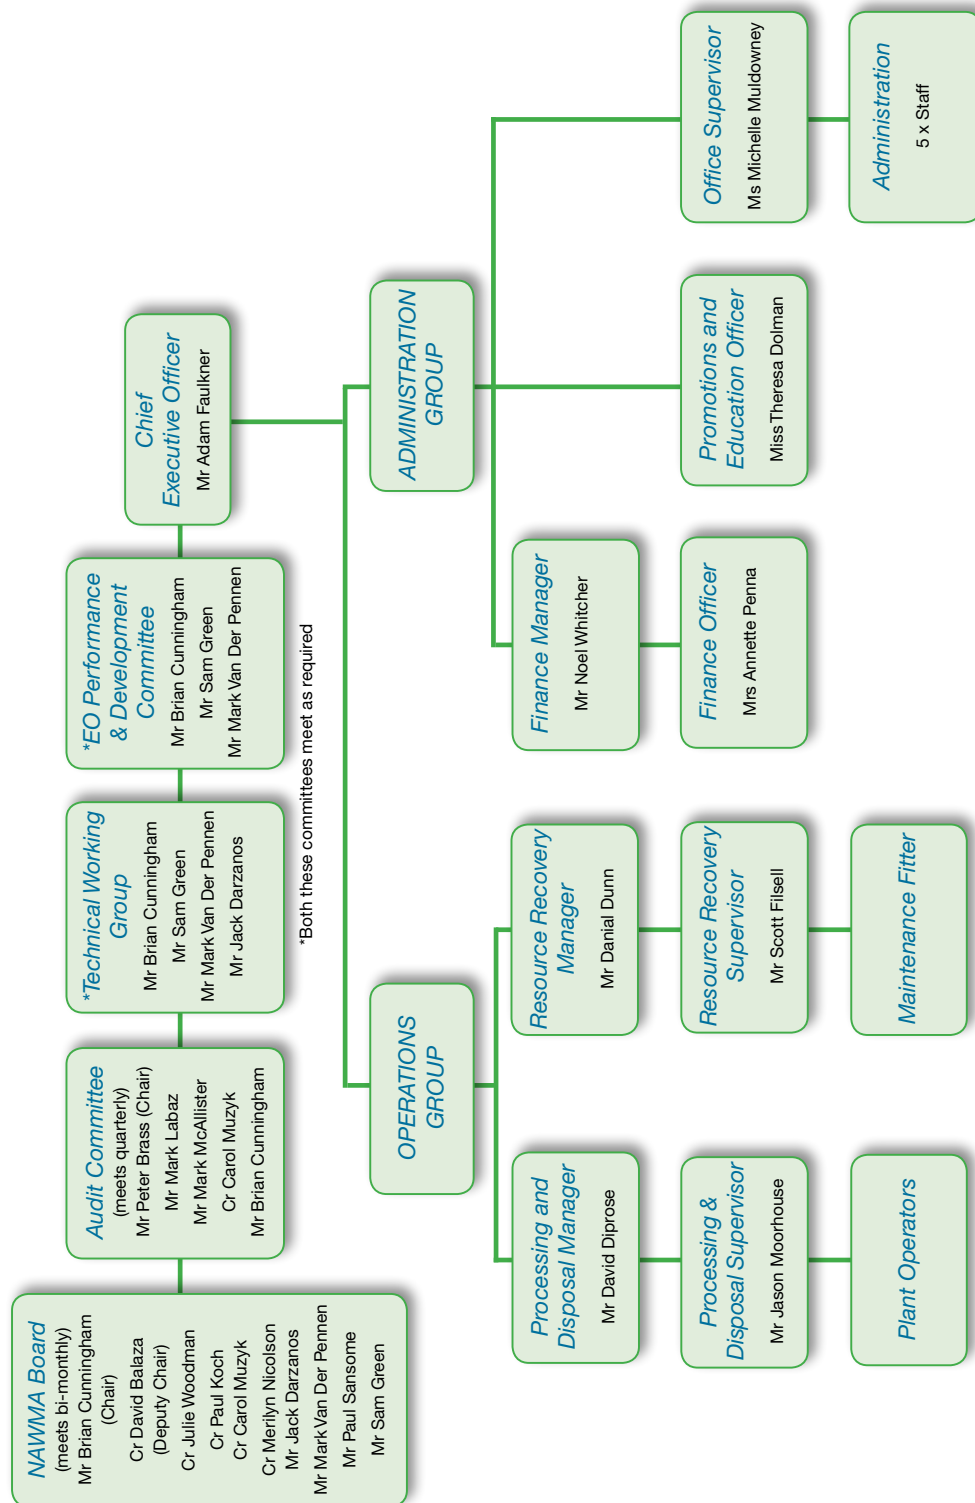 NAWMA Board
(meets bi-monthly)
Mr Brian Cunningham
(Chair)
Cr David Balaza
(Deputy Chair)
Cr Julie Woodman
Cr Paul Koch
Cr Carol Muzyk
Cr Merilyn Nicolson
Mr Jack Darzanos
Mr Mark Van Der Pennen
Mr Paul Sansome
Mr Sam Green
Audit Committee
(meets quarterly)
Mr Peter Brass (Chair)
Mr Mark Labaz
Mr Mark McAllister
Cr Carol Muzyk
Mr Brian Cunningham
*Technical Working
Group
Mr Brian Cunningham
Mr Sam Green
Mr Mark Van Der Pennen
Mr Jack Darzanos
*EO Performance
& Development
Committee
Mr Brian Cunningham
Mr Sam Green
Mr Mark Van Der Pennen
Chief
Executive Officer
Mr Adam Faulkner
*Both these committees meet as required
OPERATIONS
GROUP
ADMINISTRATION
GROUP
Processing and
Disposal Manager
Mr David Diprose
Resource Recovery
Manager
Mr Danial Dunn
Finance Manager
Mr Noel Whitcher
Processing &
Disposal Supervisor
Mr Jason Moorhouse
Resource Recovery
Supervisor
Mr Scott Filsell
Finance Officer
Mrs Annette Penna
Promotions and
Education Officer
Miss Theresa Dolman
Office Supervisor
Ms Michelle Muldowney
Plant Operators
Maintenance Fitter
Administration
5 x Staff